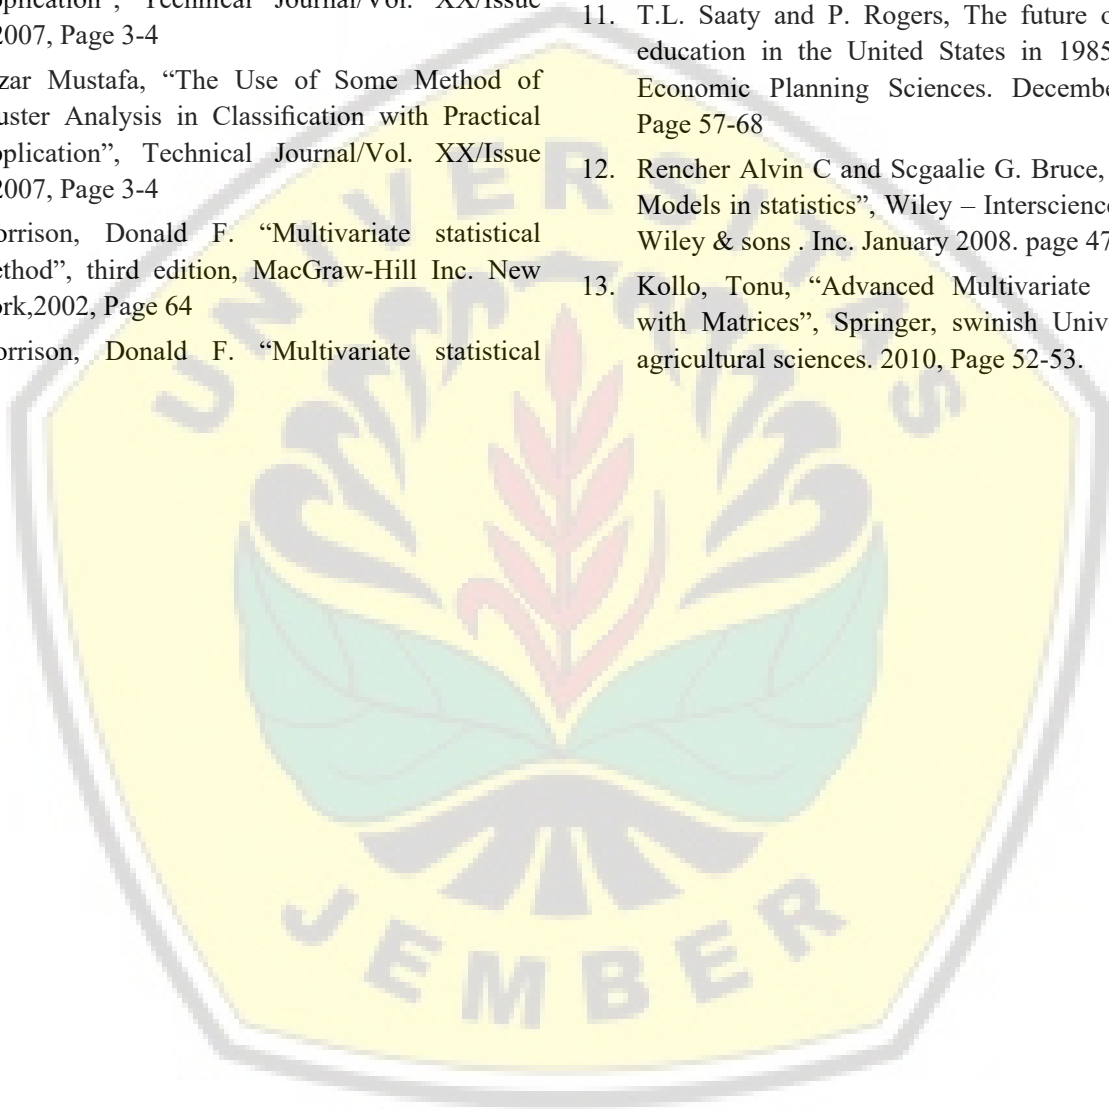 pplication", Technical Journal/Vol. XX/Issue
2007, Page 3-4
zar Mustafa, “The Use of Some Method of
uster Analysis in Classification with Practical
pplication”, Technical Journal/Vol. XX/Issue
2007, Page 3-4
orrison, Donald F. “Multivariate statistical
ethod”, third edition, MacGraw-Hill Inc. New
ork,2002, Page 64
orrison, Donald F. “Multivariate statistical
11. T.L. Saaty and P. Rogers, The future o
education in the United States in 1985
Economic Planning Sciences. Decembe
Page 57-68
12. Rencher Alvin C and Scgaalie G. Bruce,
Models in statistics”, Wiley – Interscience
Wiley & sons . Inc. January 2008. page 47
13. Kollo, Tonu, “Advanced Multivariate
with Matrices”, Springer, swinish Univ
agricultural sciences. 2010, Page 52-53.
UNIVERSITAS
JEMBER